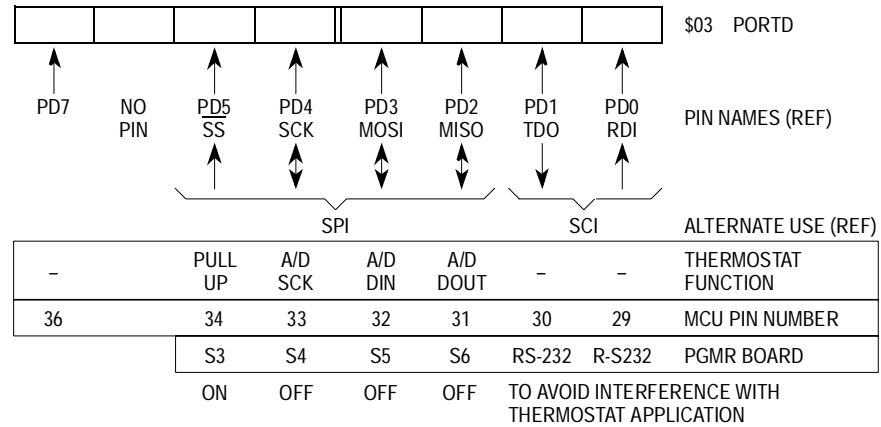 $03 PORTD
PD7 NO PIN PD5 SS PD4 SCK PD3 MOSI PD2 MISO PD1 TDO PD0 RDI PIN NAMES (REF)
SPI SCI ALTERNATE USE (REF)
– PULL UP A/D SCK A/D DIN A/D DOUT – – THERMOSTAT FUNCTION
36 34 33 32 31 30 29 MCU PIN NUMBER
S3 S4 S5 S6 RS-232 R-S232 PGMR BOARD
ON OFF OFF OFF TO AVOID INTERFERENCE WITH
THERMOSTAT APPLICATION